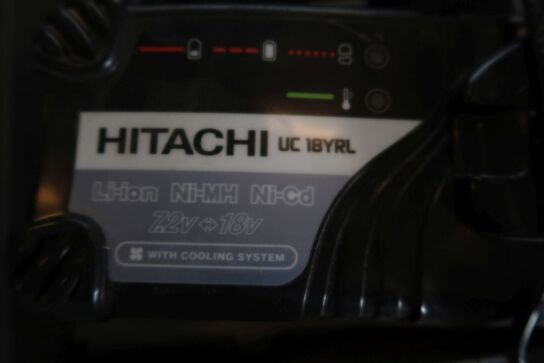 HITACHI UC 18YRL
Li-ion Ni-MH Ni-Cd
7.2v ⇔ 18v
WITH COOLING SYSTEM